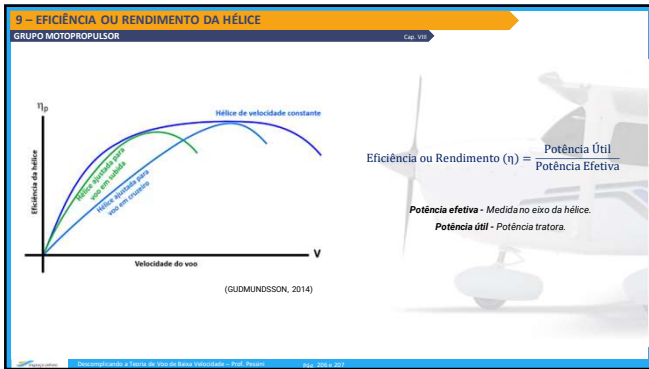 9 – EFICIÊNCIA OU RENDIMENTO DA HÉLICE
GRUPO MOTOPROPULSOR
Cap. VIII
ηp
Hélice de velocidade constante
Hélice ajustada para
voo em subida
Hélice ajustada para
voo em cruzeiro
Eficiência da hélice
V
Velocidade do voo
(GUDMUNDSSON, 2014)
Eficiência ou Rendimento (η) = Potência Útil / Potência Efetiva
Potência efetiva - Medida no eixo da hélice.
Potência útil - Potência tratora.
Descomplicando a Teoria de Voo de Baixa Velocidade – Prof. Pessini
Pág. 206 e 207